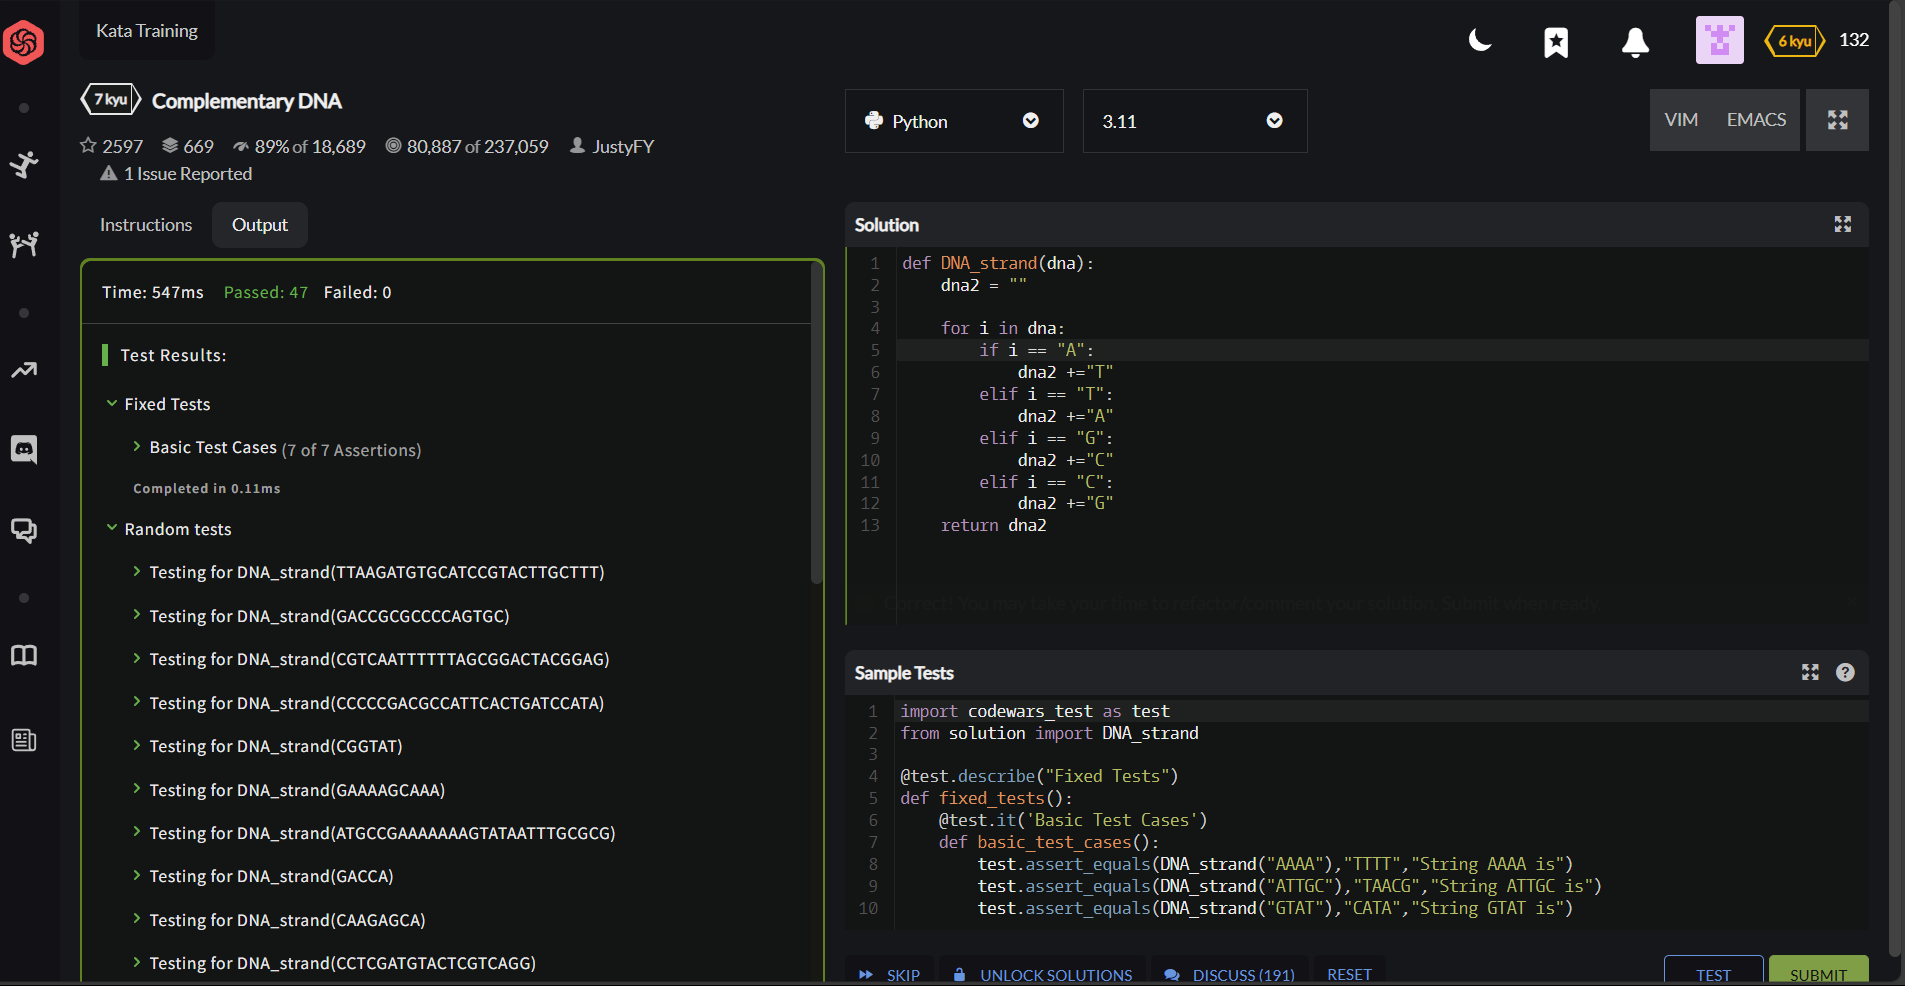 Kata Training
6 kyu 132
7 kyu Complementary DNA
2597 669 89% of 18,689 80,887 of 237,059 JustyFY
1 Issue Reported
Python
3.11
VIM EMACS
Instructions Output
Time: 547ms Passed: 47 Failed: 0
Test Results:
Fixed Tests
Basic Test Cases (7 of 7 Assertions)
Completed in 0.11ms
Random tests
Testing for DNA_strand(TTAAGATGTGCATCCGTACTTGCTTT)
Testing for DNA_strand(GACCGCGCCCCAGTGC)
Testing for DNA_strand(CGTCAATTTTTTAGCGGACTACGGAG)
Testing for DNA_strand(CCCCCGACGCCATTCACTGATCCATA)
Testing for DNA_strand(CGGTAT)
Testing for DNA_strand(GAAAAGCAAA)
Testing for DNA_strand(ATGCCGAAAAAAAGTATAATTTGCGCG)
Testing for DNA_strand(GACCA)
Testing for DNA_strand(CAAGAGCA)
Testing for DNA_strand(CCTCGATGTACTCGTCAGG)
Solution
1 def DNA_strand(dna):
2     dna2 = ""
3
4     for i in dna:
5         if i == "A":
6             dna2 +="T"
7         elif i == "T":
8             dna2 +="A"
9         elif i == "G":
10             dna2 +="C"
11         elif i == "C":
12             dna2 +="G"
13     return dna2
Correct! You may take your time to refactor/comment your solution. Submit when ready.
Sample Tests
?
1 import codewars_test as test
2 from solution import DNA_strand
3
4 @test.describe("Fixed Tests")
5 def fixed_tests():
6     @test.it('Basic Test Cases')
7     def basic_test_cases():
8         test.assert_equals(DNA_strand("AAAA"),"TTTT","String AAAA is")
9         test.assert_equals(DNA_strand("ATTGC"),"TAACG","String ATTGC is")
10         test.assert_equals(DNA_strand("GTAT"),"CATA","String GTAT is")
SKIP UNLOCK SOLUTIONS DISCUSS (191) RESET TEST SUBMIT